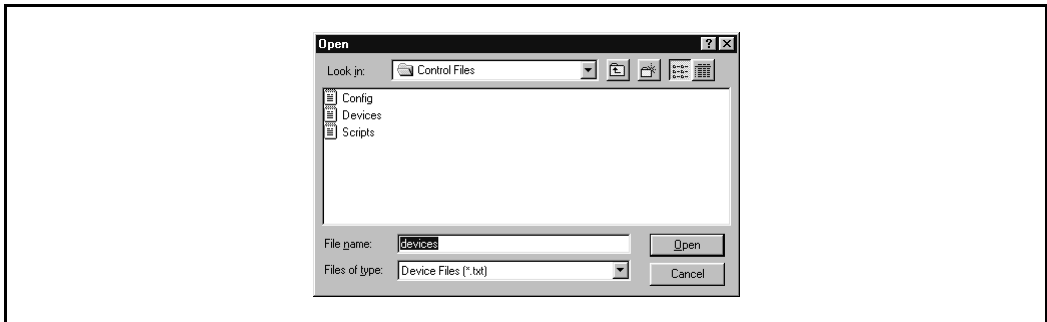 Open
Look in: Control Files
Config
Devices
Scripts
File name: devices Open
Files of type: Device Files (*.txt) Cancel